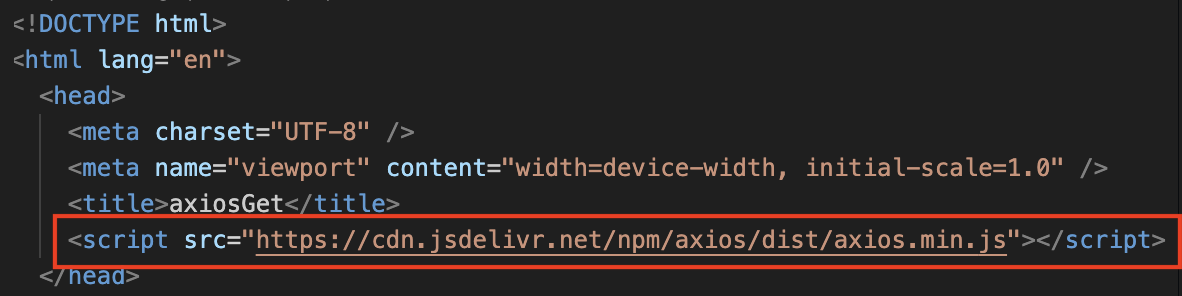 <!DOCTYPE html>
<html lang="en">
<head>
<meta charset="UTF-8" />
<meta name="viewport" content="width=device-width, initial-scale=1.0" />
<title>axiosGet</title>
<script src="https://cdn.jsdelivr.net/npm/axios/dist/axios.min.js"></script>
</head>